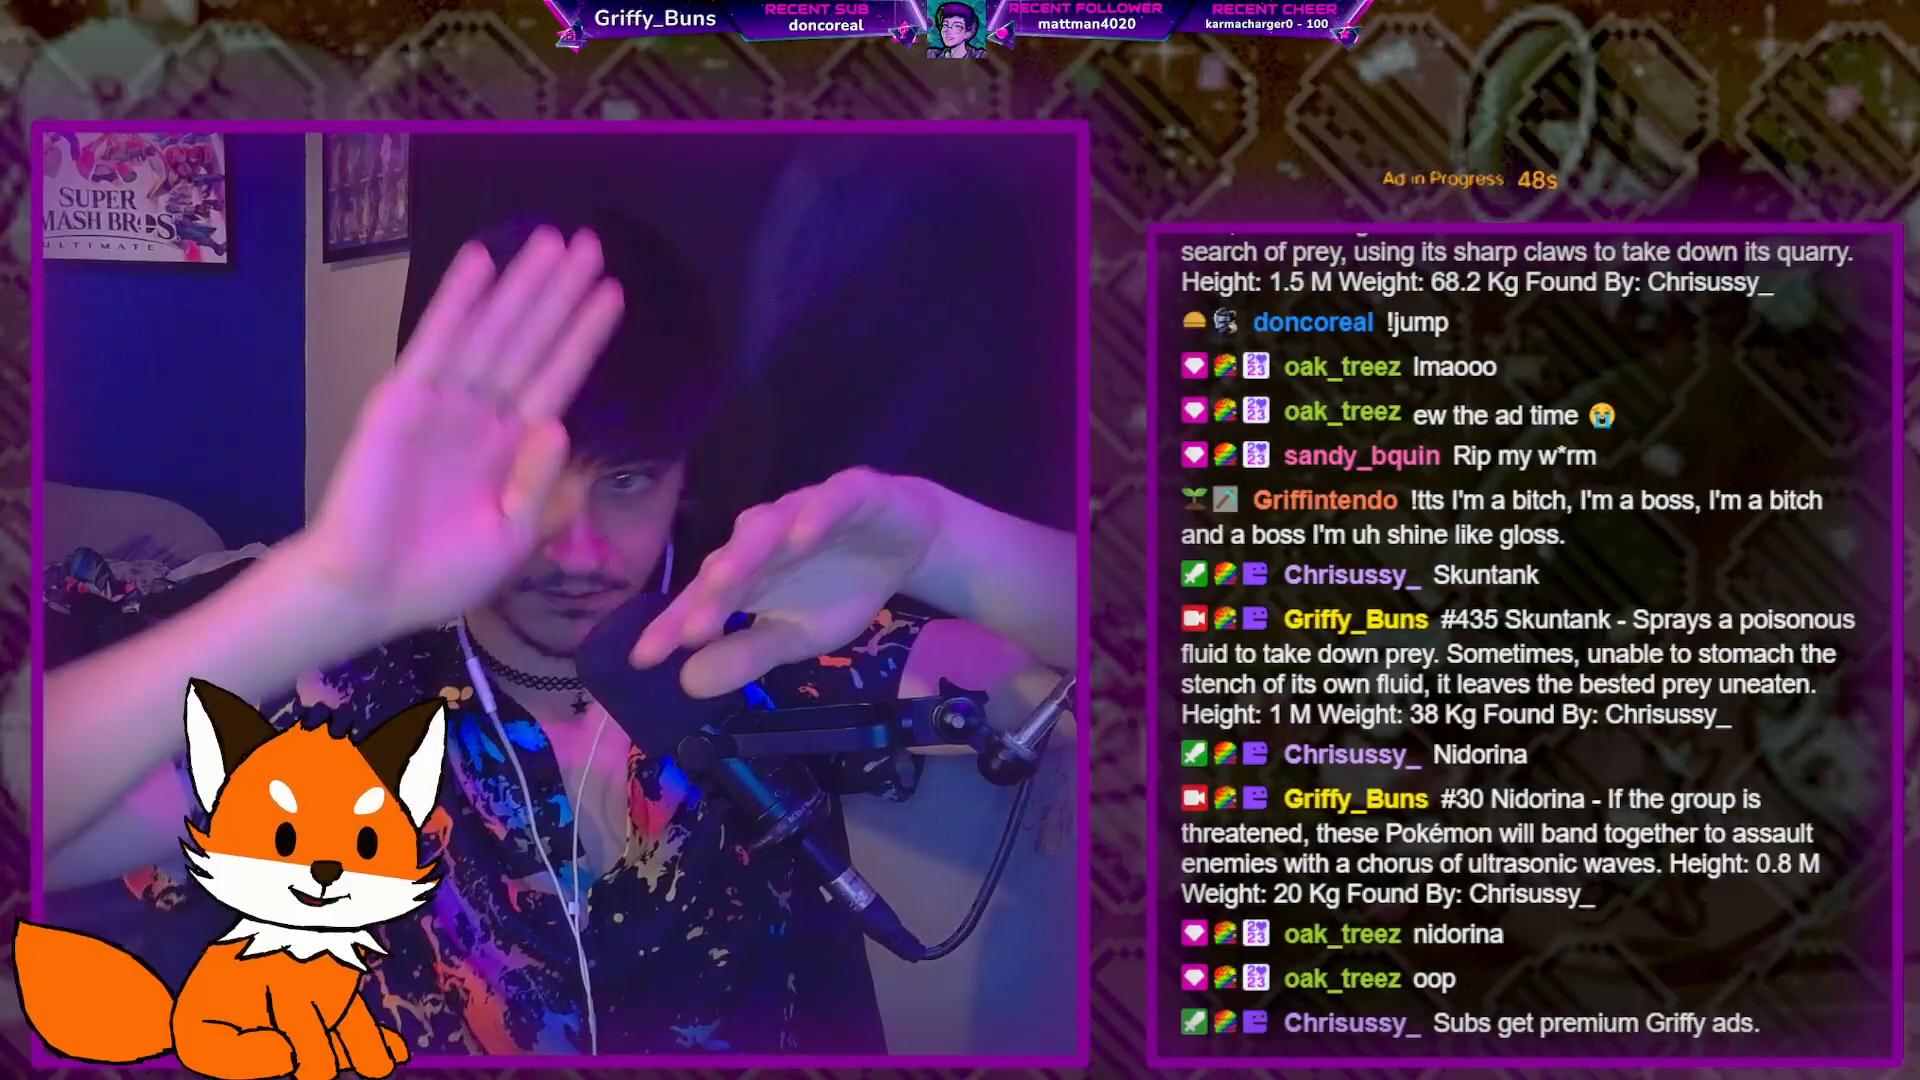 Griffy_Buns
RECENT SUB
doncoreal
RECENT FOLLOWER
mattman4020
RECENT CHEER
karmacharger0 - 100
SUPER
MASH BROS.
ULTIMATE
Ad in Progress 48s
search of prey, using its sharp claws to take down its quarry.
Height: 1.5 M Weight: 68.2 Kg Found By: Chrisussy_
doncoreal !jump
oak_treez lmaooo
oak_treez ew the ad time 😭
sandy_bquin Rip my w*rm
Griffintendo !tts I'm a bitch, I'm a boss, I'm a bitch
and a boss I'm uh shine like gloss.
Chrisussy_ Skuntank
Griffy_Buns #435 Skuntank - Sprays a poisonous
fluid to take down prey. Sometimes, unable to stomach the
stench of its own fluid, it leaves the bested prey uneaten.
Height: 1 M Weight: 38 Kg Found By: Chrisussy_
Chrisussy_ Nidorina
Griffy_Buns #30 Nidorina - If the group is
threatened, these Pokémon will band together to assault
enemies with a chorus of ultrasonic waves. Height: 0.8 M
Weight: 20 Kg Found By: Chrisussy_
oak_treez nidorina
oak_treez oop
Chrisussy_ Subs get premium Griffy ads.